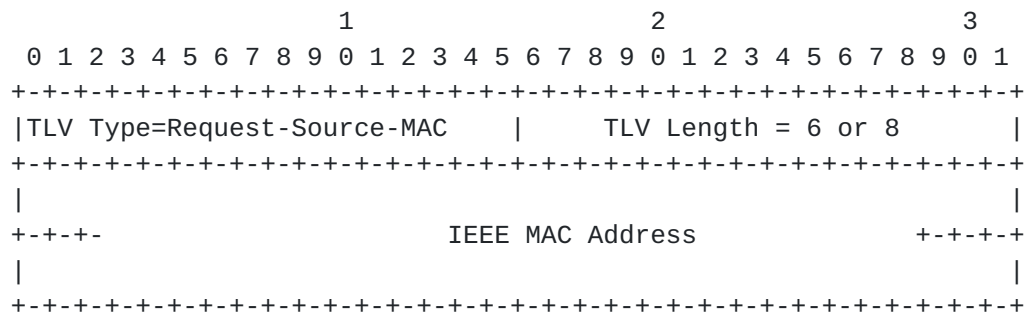 1                   2                   3
 0 1 2 3 4 5 6 7 8 9 0 1 2 3 4 5 6 7 8 9 0 1 2 3 4 5 6 7 8 9 0 1
+-+-+-+-+-+-+-+-+-+-+-+-+-+-+-+-+-+-+-+-+-+-+-+-+-+-+-+-+-+-+-+-+
|TLV Type=Request-Source-MAC    |     TLV Length = 6 or 8       |
+-+-+-+-+-+-+-+-+-+-+-+-+-+-+-+-+-+-+-+-+-+-+-+-+-+-+-+-+-+-+-+-+
|                                                               |
+-+-+-                      IEEE MAC Address              +-+-+-+
|                                                               |
+-+-+-+-+-+-+-+-+-+-+-+-+-+-+-+-+-+-+-+-+-+-+-+-+-+-+-+-+-+-+-+-+